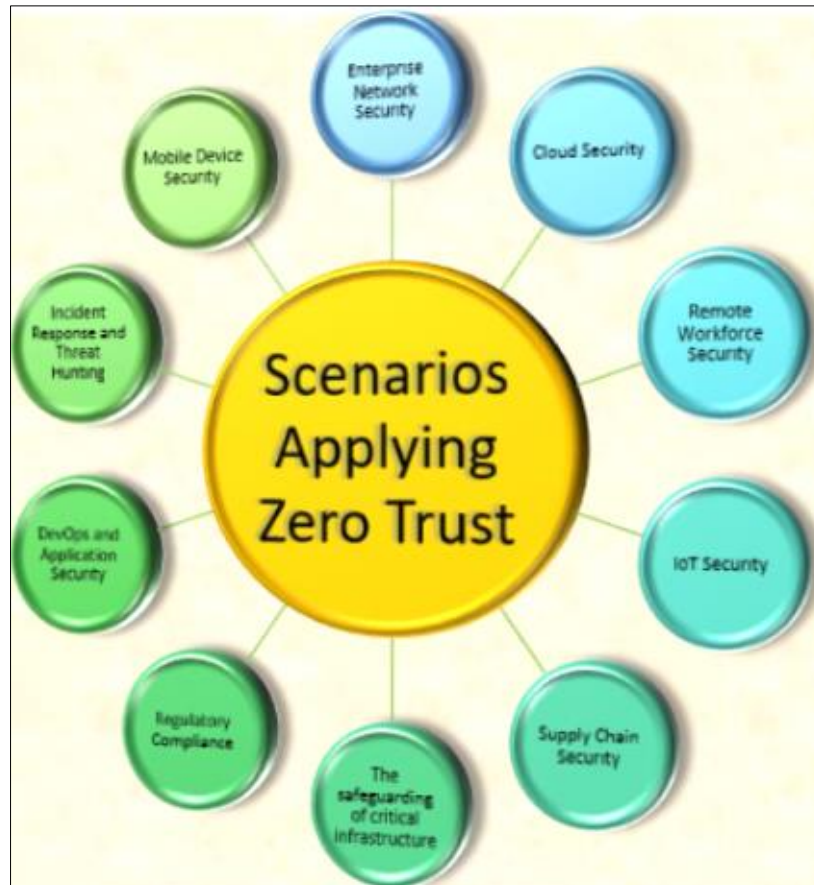 Scenarios
Applying
Zero Trust
Enterprise
Network
Security
Cloud Security
Remote
Workforce
Security
IoT Security
Supply Chain
Security
The
safeguarding
of critical
infrastructure
Regulatory
Compliance
DevOps and
Application
Security
Incident
Response and
Threat
Hunting
Mobile Device
Security